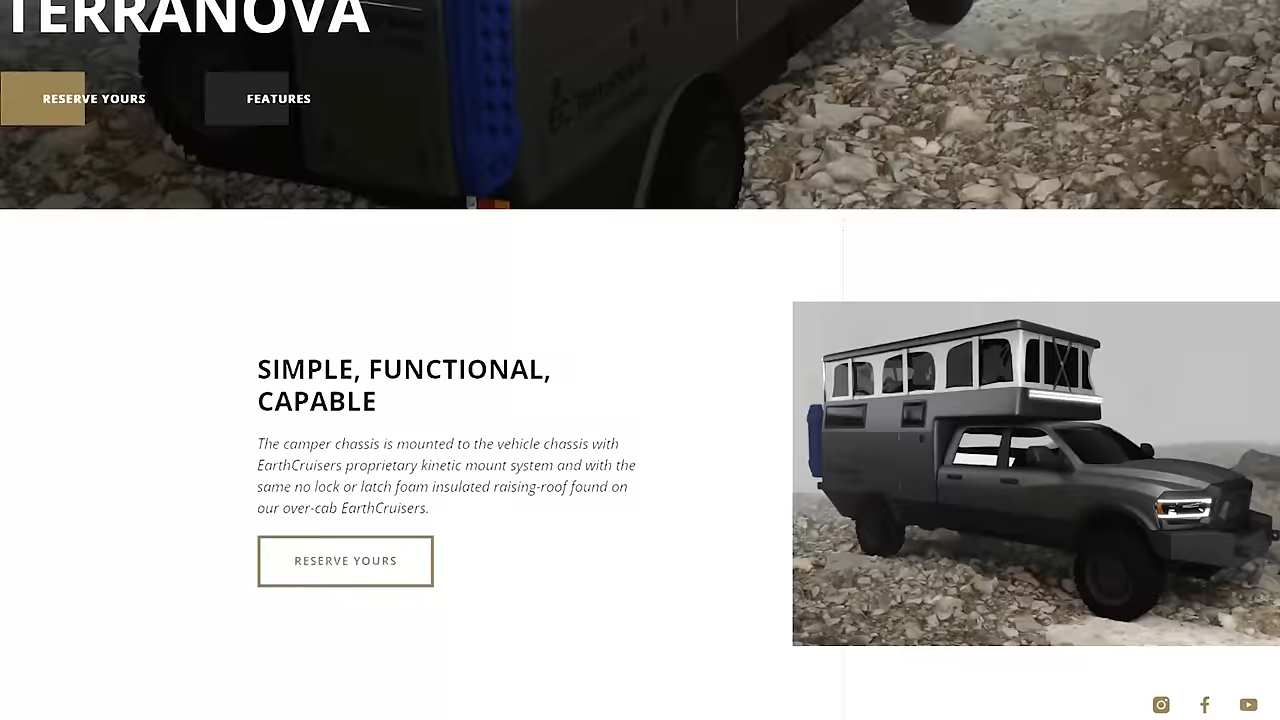 TERRANOVA
RESERVE YOURS
FEATURES
EC Terranova
SIMPLE, FUNCTIONAL,
CAPABLE
The camper chassis is mounted to the vehicle chassis with
EarthCruisers proprietary kinetic mount system and with the
same no lock or latch foam insulated raising-roof found on
our over-cab EarthCruisers.
RESERVE YOURS